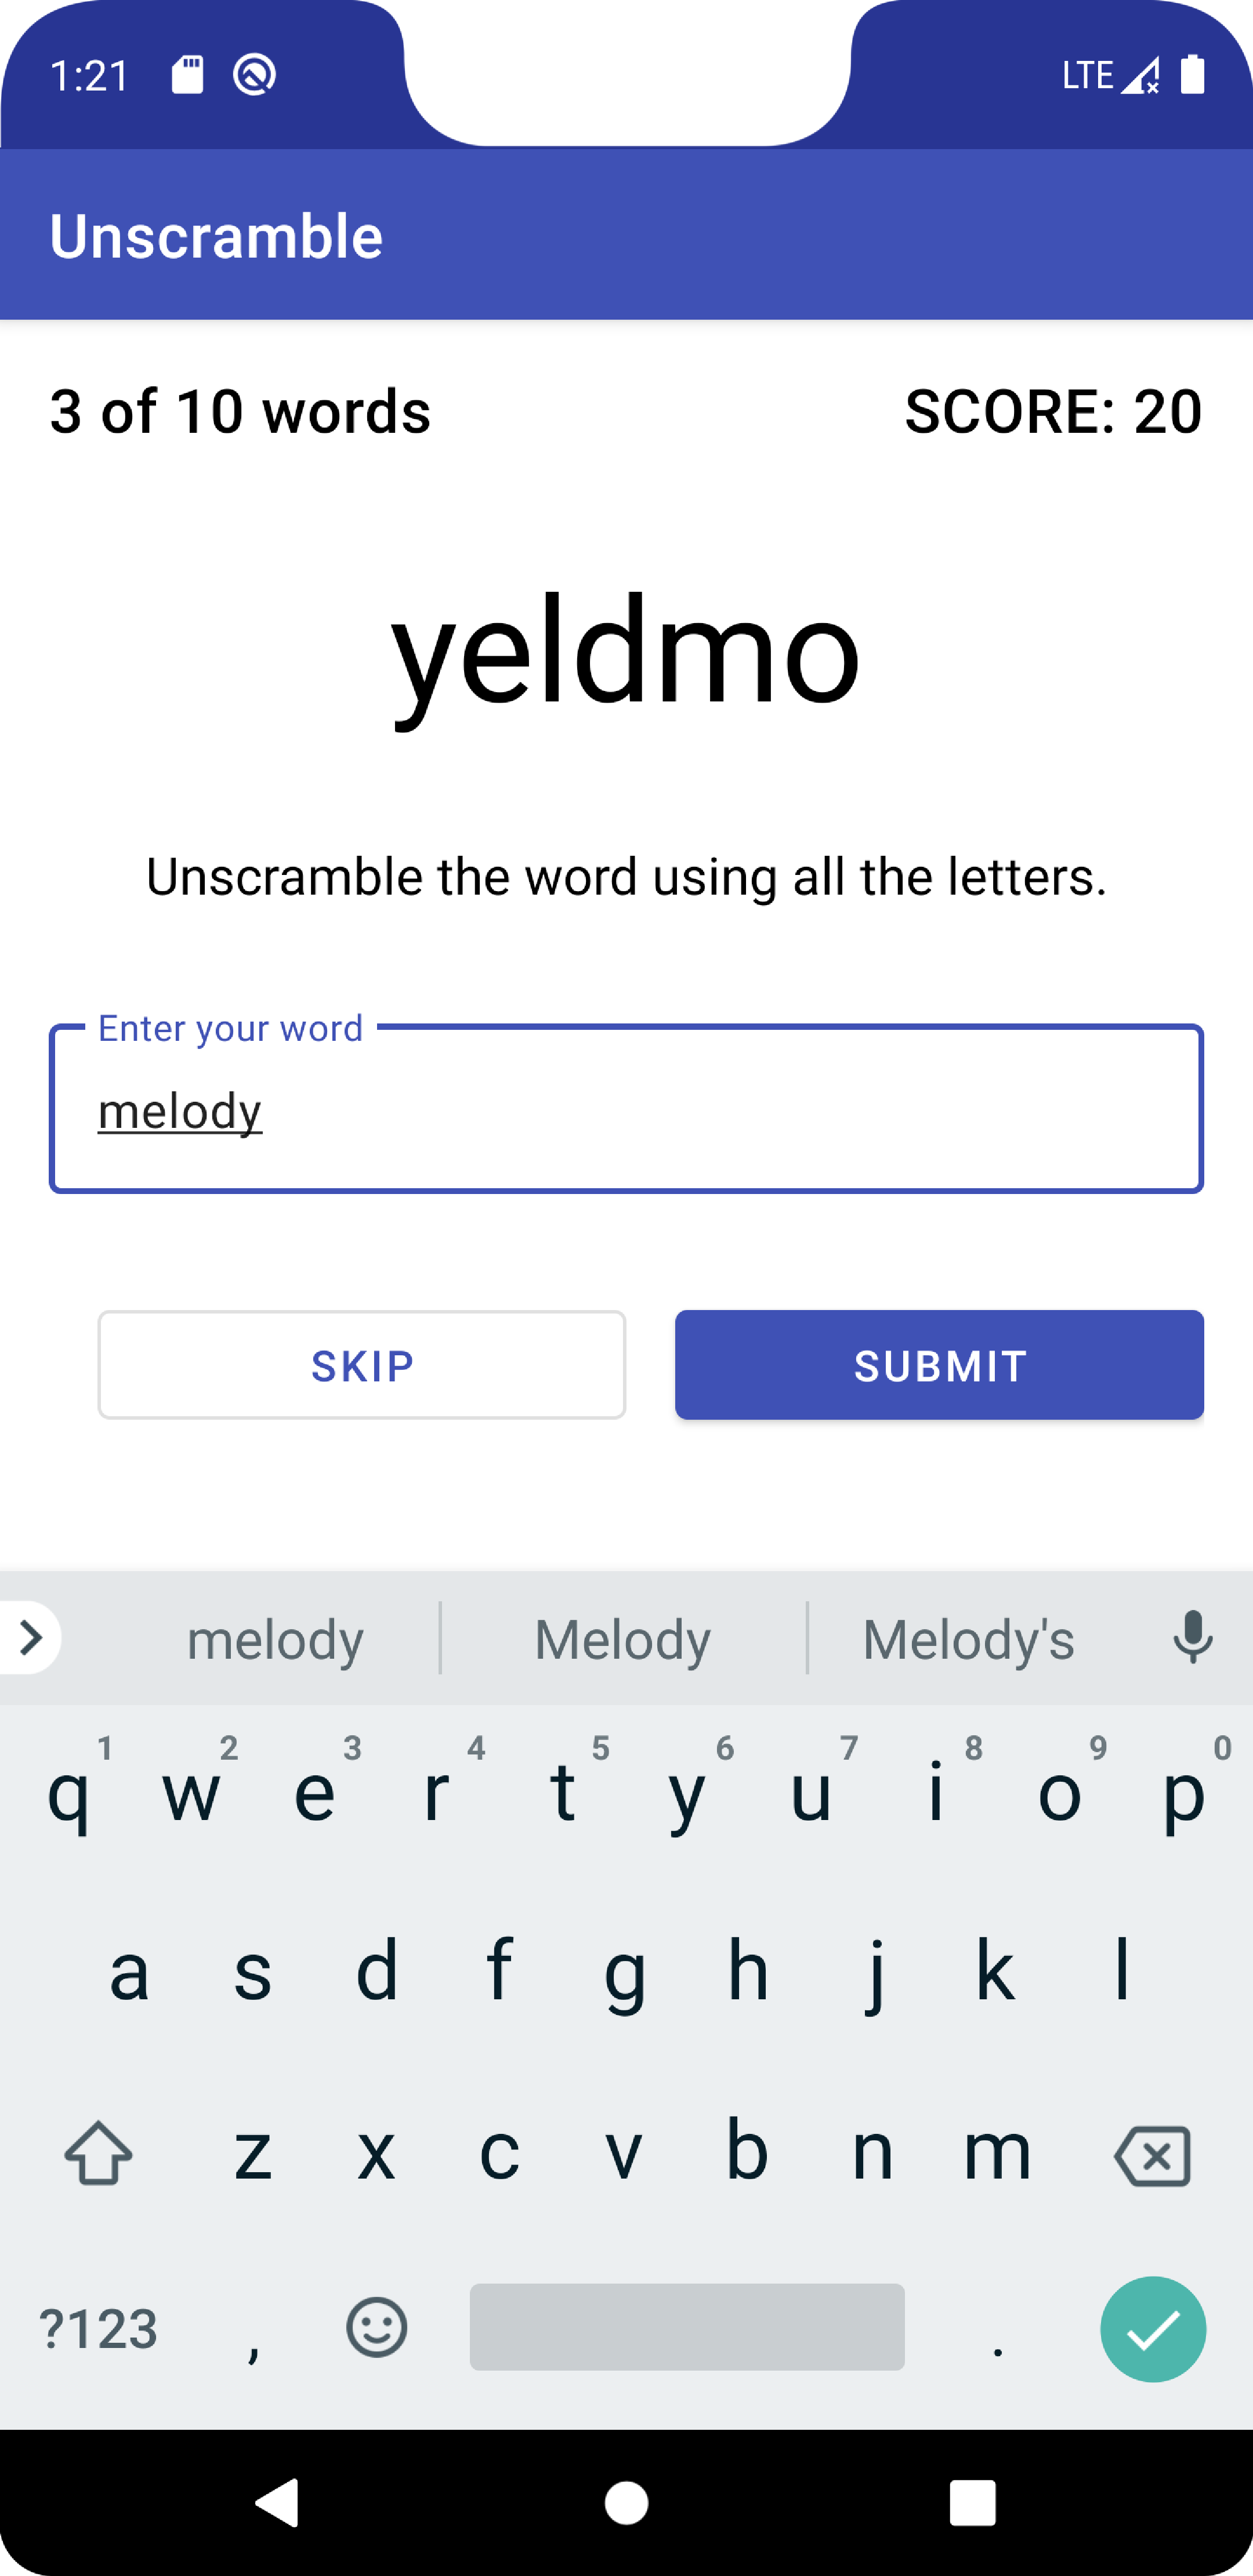 1:21 LTE
Unscramble
3 of 10 words SCORE: 20
yeldmo
Unscramble the word using all the letters.
Enter your word
melody
SKIP SUBMIT
melody Melody Melody's
1 2 3 4 5 6 7 8 9 0
q w e r t y u i o p
a s d f g h j k l
z x c v b n m
?123 , .